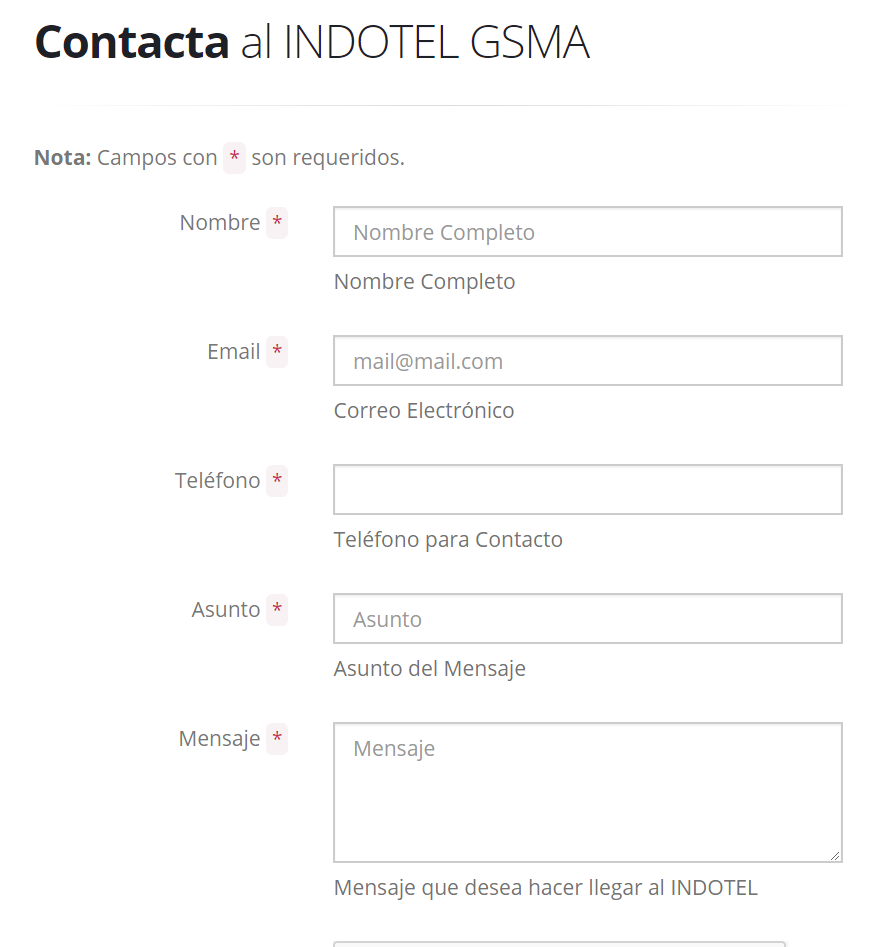 Contacta al INDOTEL GSMA
Nota: Campos con * son requeridos.
Nombre *
Nombre Completo
Nombre Completo
Email *
mail@mail.com
Correo Electrónico
Teléfono *
Teléfono para Contacto
Asunto *
Asunto
Asunto del Mensaje
Mensaje *
Mensaje
Mensaje que desea hacer llegar al INDOTEL